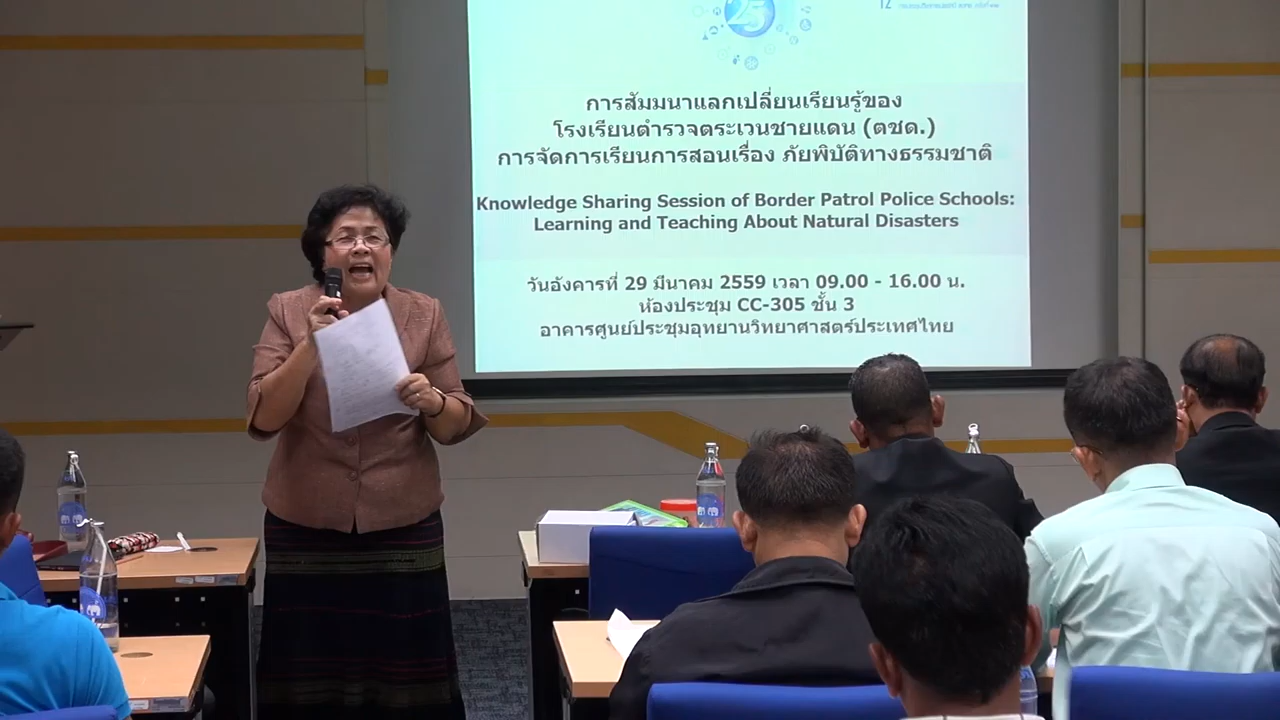 25
การสัมมนาแลกเปลี่ยนเรียนรู้ของ
โรงเรียนตำรวจตระเวนชายแดน (ตชด.)
การจัดการเรียนการสอนเรื่อง ภัยพิบัติทางธรรมชาติ
Knowledge Sharing Session of Border Patrol Police Schools:
Learning and Teaching About Natural Disasters
วันอังคารที่ 29 มีนาคม 2559 เวลา 09.00 - 16.00 น.
ห้องประชุม CC-305 ชั้น 3
อาคารศูนย์ประชุมอุทยานวิทยาศาสตร์ประเทศไทย